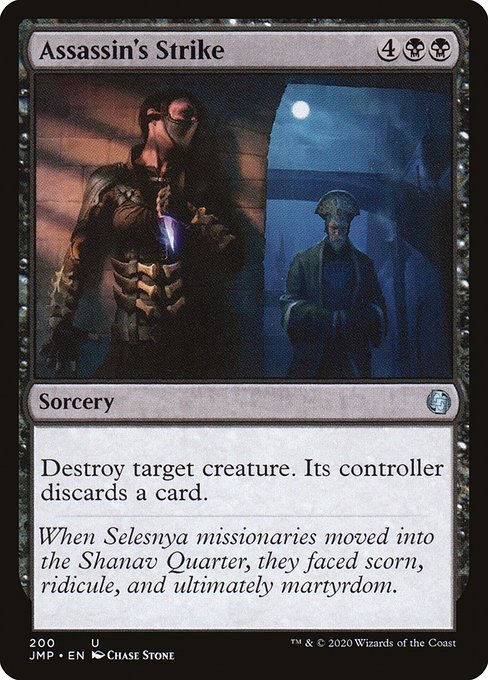 Assassin's Strike 4
Sorcery
Destroy target creature. Its controller
discards a card.
When Selesnya missionaries moved into
the Shanav Quarter, they faced scorn,
ridicule, and ultimately martyrdom.
200 U
JMP • EN Chase Stone
™ & © 2020 Wizards of the Coast